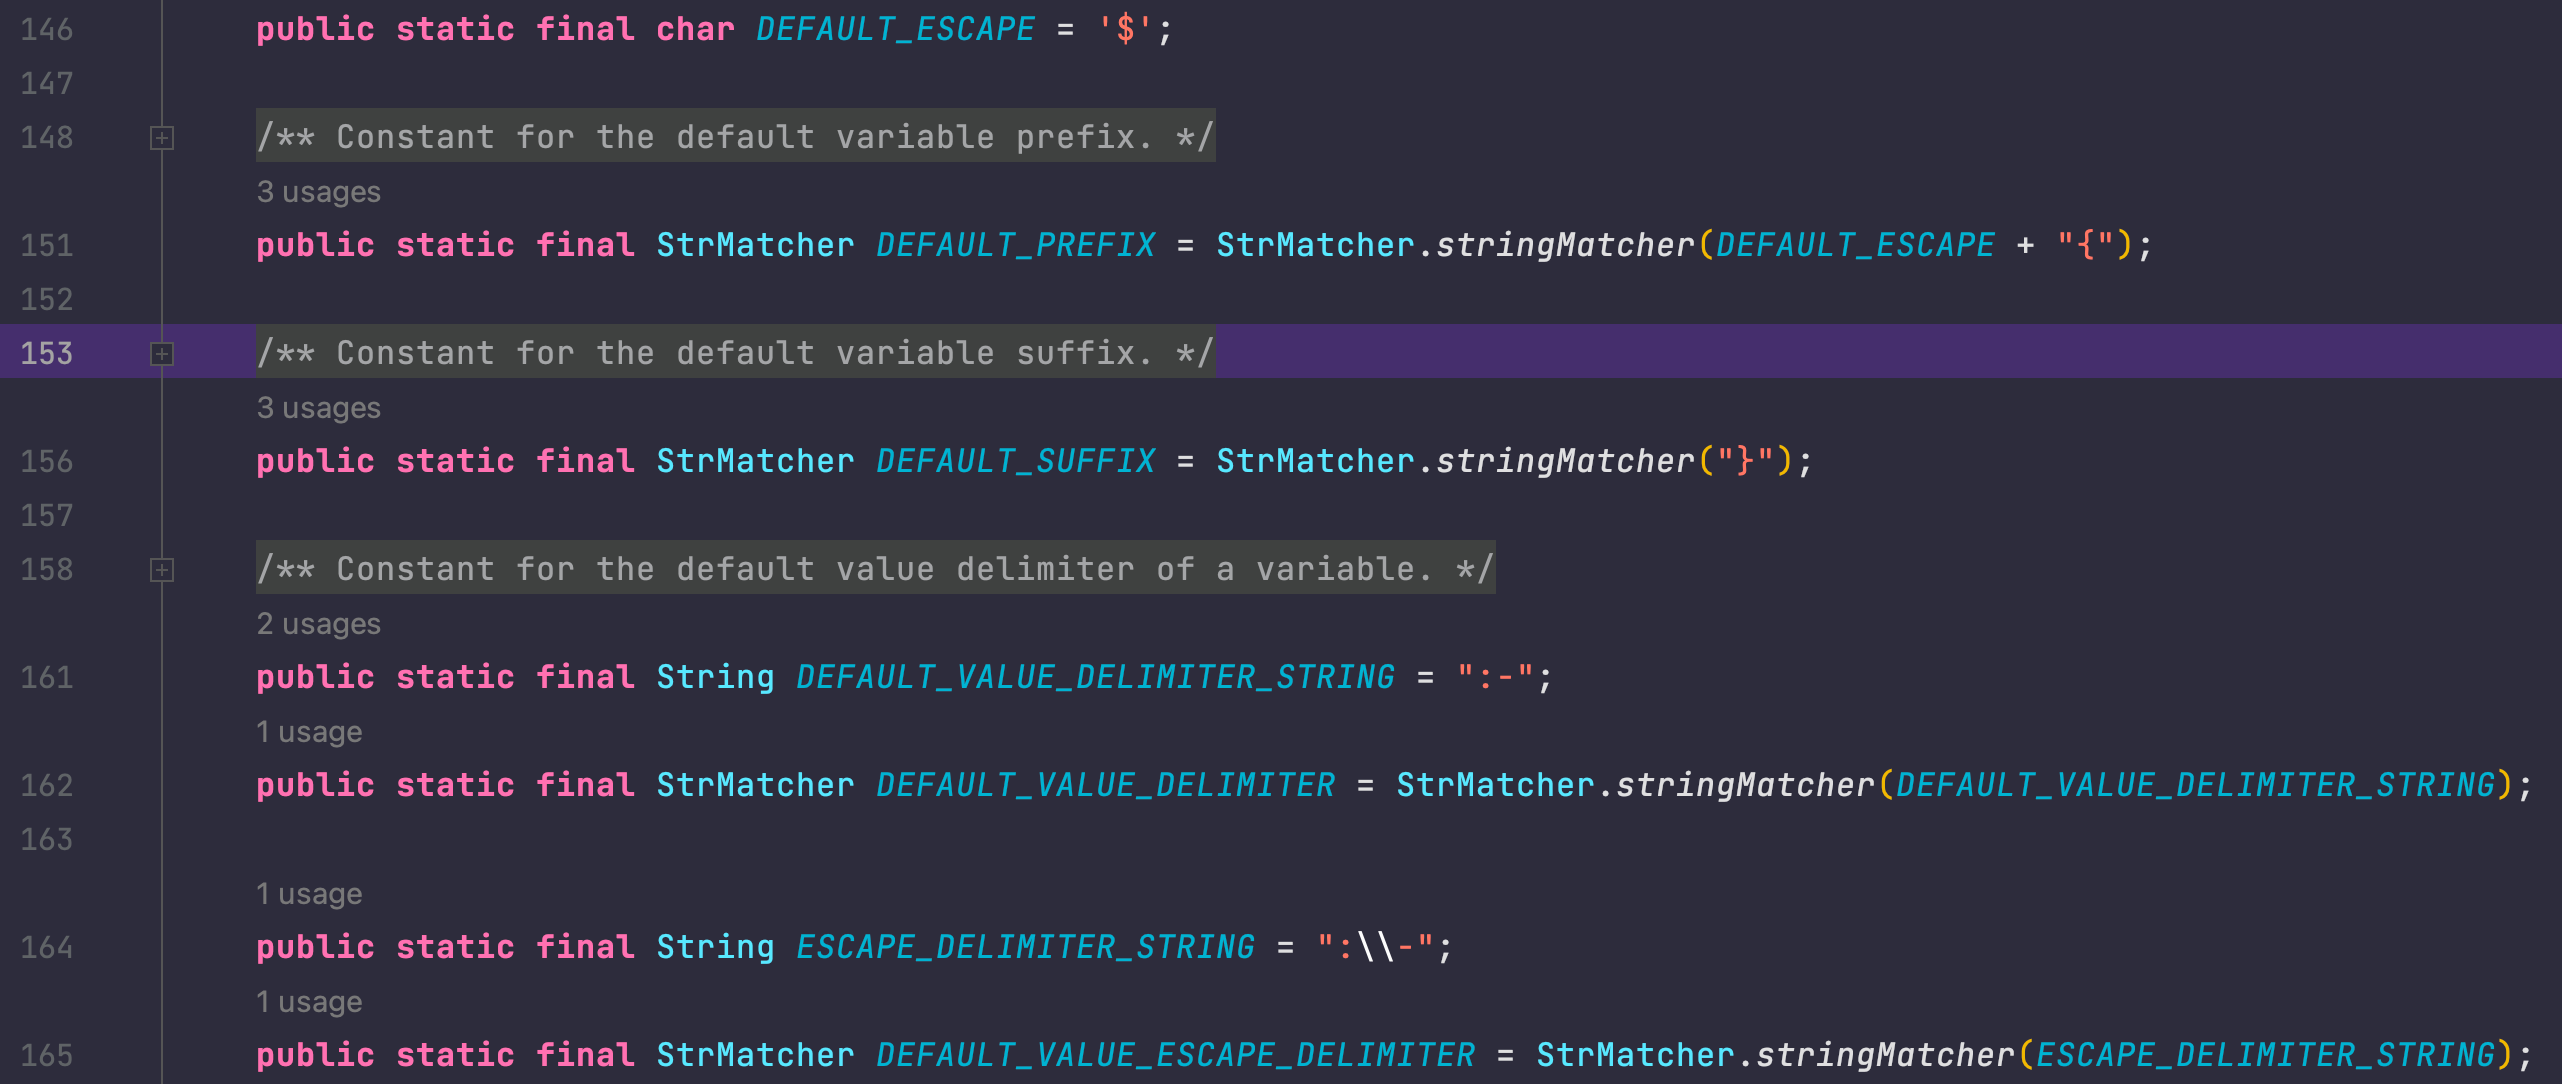 146 public static final char DEFAULT_ESCAPE = '$';
147
148 /** Constant for the default variable prefix. */
3 usages
151 public static final StrMatcher DEFAULT_PREFIX = StrMatcher.stringMatcher(DEFAULT_ESCAPE + "{");
152
153 /** Constant for the default variable suffix. */
3 usages
156 public static final StrMatcher DEFAULT_SUFFIX = StrMatcher.stringMatcher("}");
157
158 /** Constant for the default value delimiter of a variable. */
2 usages
161 public static final String DEFAULT_VALUE_DELIMITER_STRING = ":-";
1 usage
162 public static final StrMatcher DEFAULT_VALUE_DELIMITER = StrMatcher.stringMatcher(DEFAULT_VALUE_DELIMITER_STRING);
163
1 usage
164 public static final String ESCAPE_DELIMITER_STRING = ":\\-";
1 usage
165 public static final StrMatcher DEFAULT_VALUE_ESCAPE_DELIMITER = StrMatcher.stringMatcher(ESCAPE_DELIMITER_STRING);